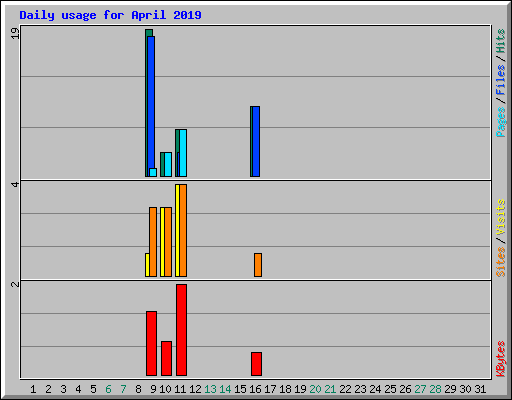 Daily usage for April 2019
19
4
2
Pages / Files / Hits
Sites / Visits
KBytes
1 2 3 4 5 6 7 8 9 10 11 12 13 14 15 16 17 18 19 20 21 22 23 24 25 26 27 28 29 30 31